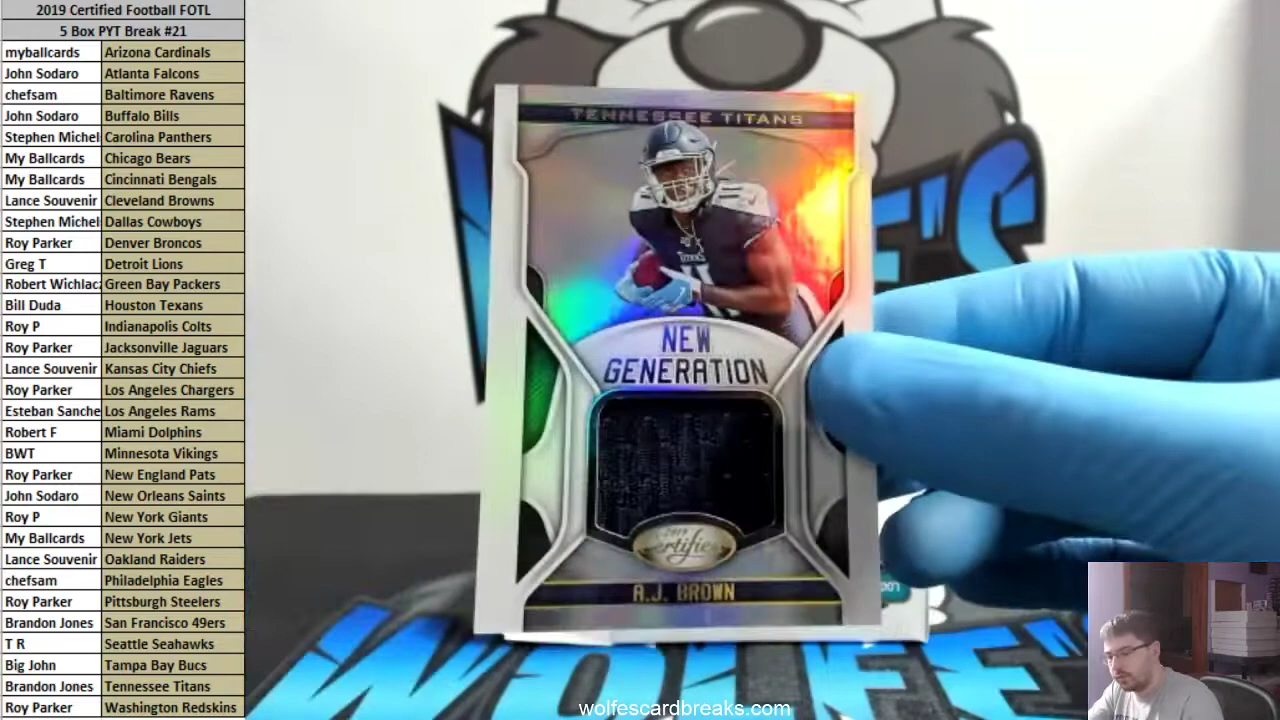 2019 Certified Football FOTL
5 Box PYT Break #21
myballcards Arizona Cardinals
John Sodaro Atlanta Falcons
chefsam Baltimore Ravens
John Sodaro Buffalo Bills
Stephen Michel Carolina Panthers
My Ballcards Chicago Bears
My Ballcards Cincinnati Bengals
Lance Souvenir Cleveland Browns
Stephen Michel Dallas Cowboys
Roy Parker Denver Broncos
Greg T Detroit Lions
Robert Wichlac Green Bay Packers
Bill Duda Houston Texans
Roy P Indianapolis Colts
Roy Parker Jacksonville Jaguars
Lance Souvenir Kansas City Chiefs
Roy Parker Los Angeles Chargers
Esteban Sanche Los Angeles Rams
Robert F Miami Dolphins
BWT Minnesota Vikings
Roy Parker New England Pats
John Sodaro New Orleans Saints
Roy P New York Giants
My Ballcards New York Jets
Lance Souvenir Oakland Raiders
chefsam Philadelphia Eagles
Roy Parker Pittsburgh Steelers
Brandon Jones San Francisco 49ers
T R Seattle Seahawks
Big John Tampa Bay Bucs
Brandon Jones Tennessee Titans
Roy Parker Washington Redskins
TENNESSEE TITANS
TITANS
11
NEW
GENERATION
2019
Certified
A.J. BROWN
WOLFE'S
WOLFE"
wolfescardbreaks.com